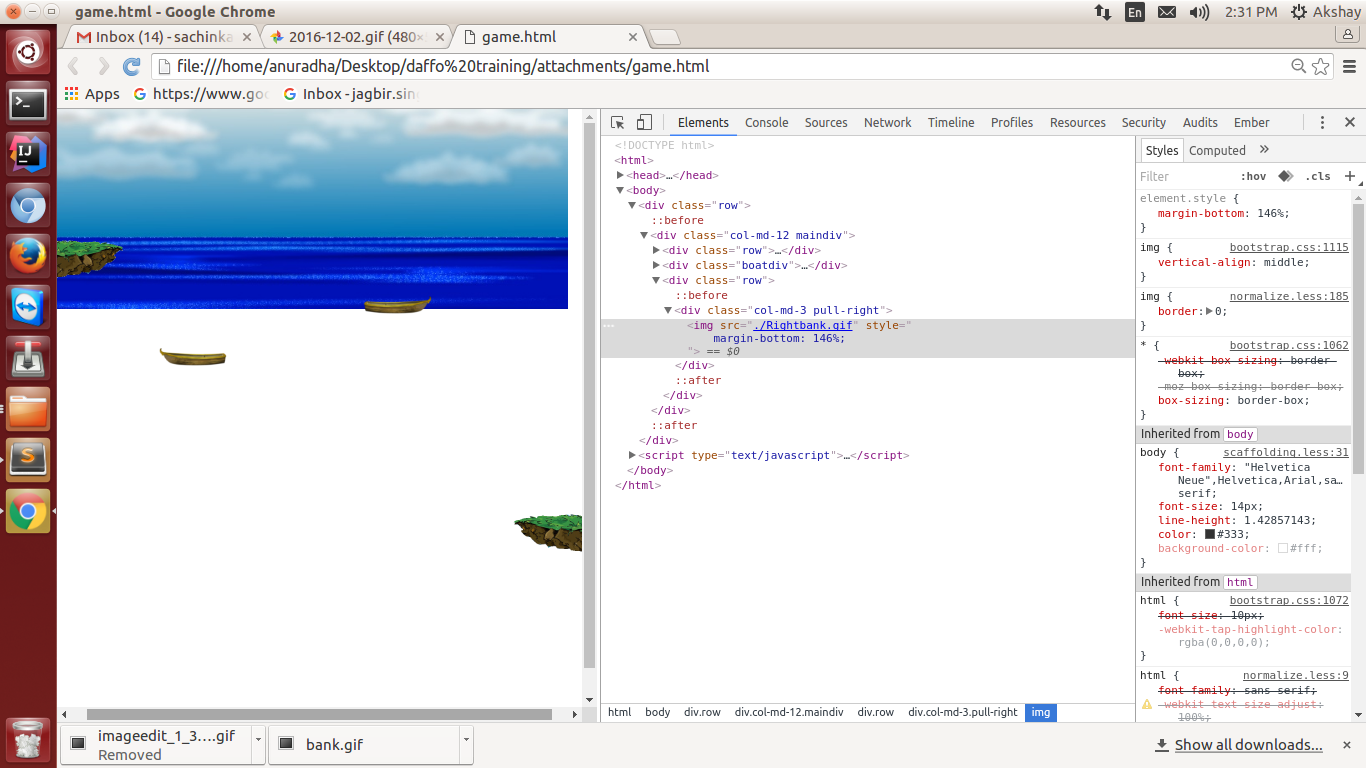 game.html - Google Chrome
En
2:31 PM
Akshay
Inbox (14) - sachinka
2016-12-02.gif (480×
game.html
file:///home/anuradha/Desktop/daffo%20training/attachments/game.html
Apps
https://www.goo
Inbox - jagbir.sin
Elements Console Sources Network Timeline Profiles Resources Security Audits Ember
<!DOCTYPE html>
<html>
<head>…</head>
<body>
<div class="row">
::before
<div class="col-md-12 maindiv">
<div class="row">…</div>
<div class="boatdiv">…</div>
<div class="row">
::before
<div class="col-md-3 pull-right">
<img src="./Rightbank.gif" style="
margin-bottom: 146%;
"> == $0
</div>
::after
</div>
</div>
::after
</div>
<script type="text/javascript">…</script>
</body>
</html>
html body div.row div.col-md-12.maindiv div.row div.col-md-3.pull-right img
Styles Computed »
Filter :hov .cls +
element.style {
margin-bottom: 146%;
}
img { bootstrap.css:1115
vertical-align: middle;
}
img { normalize.less:185
border: 0;
}
* { bootstrap.css:1062
-webkit-box-sizing: border-
box;
-moz-box-sizing: border-box;
box-sizing: border-box;
}
Inherited from body
body { scaffolding.less:31
font-family: "Helvetica
Neue",Helvetica,Arial,sa…
serif;
font-size: 14px;
line-height: 1.42857143;
color: #333;
background-color: #fff;
}
Inherited from html
html { bootstrap.css:1072
font-size: 10px;
-webkit-tap-highlight-color:
rgba(0,0,0,0);
}
html { normalize.less:9
font-family: sans-serif;
-webkit-text-size-adjust:
100%;
imageedit_1_3….gif
Removed
bank.gif
Show all downloads...